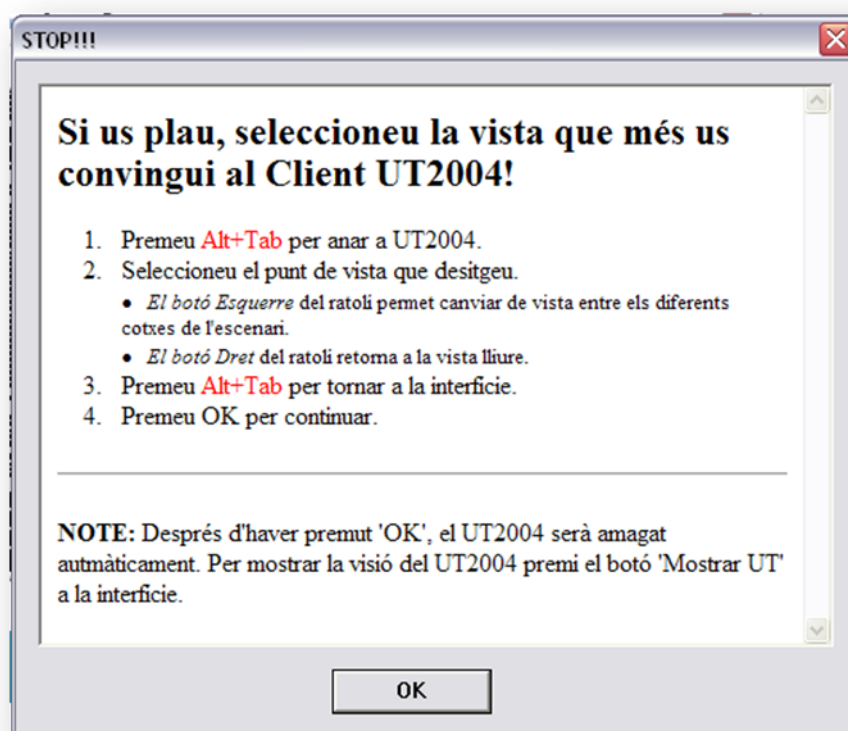 STOP!!!
Si us plau, seleccioneu la vista que més us
convingui al Client UT2004!
1. Premeu Alt+Tab per anar a UT2004.
2. Seleccioneu el punt de vista que desitgeu.
• El botó Esquerre del ratoli permet canviar de vista entre els diferents
cotxes de l'escenari.
• El botó Dret del ratoli retorna a la vista lliure.
3. Premeu Alt+Tab per tornar a la interfície.
4. Premeu OK per continuar.
NOTE: Després d'haver premut 'OK', el UT2004 serà amagat
autmàticament. Per mostrar la visió del UT2004 premi el botó 'Mostrar UT'
a la interfície.
OK